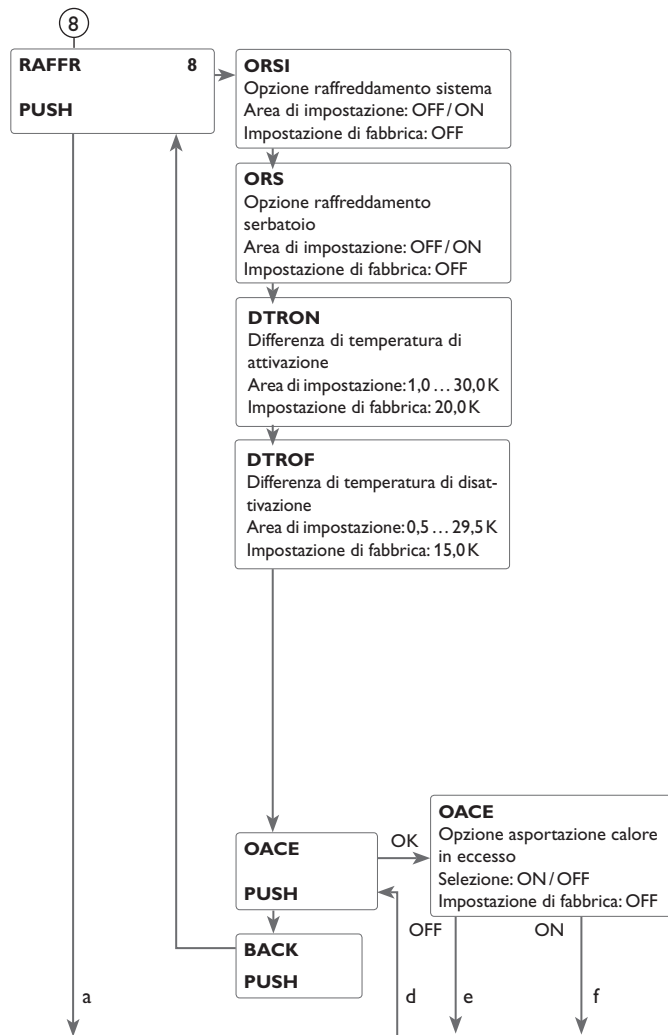 8
RAFFR 8
PUSH
ORSI
Opzione raffreddamento sistema
Area di impostazione: OFF / ON
Impostazione di fabbrica: OFF
ORS
Opzione raffreddamento
serbatoio
Area di impostazione: OFF / ON
Impostazione di fabbrica: OFF
DTRON
Differenza di temperatura di
attivazione
Area di impostazione: 1,0 … 30,0 K
Impostazione di fabbrica: 20,0 K
DTROF
Differenza di temperatura di disat-
tivazione
Area di impostazione: 0,5 … 29,5 K
Impostazione di fabbrica: 15,0 K
OACE
PUSH
OK
OACE
Opzione asportazione calore
in eccesso
Selezione: ON / OFF
Impostazione di fabbrica: OFF
BACK
PUSH
OFF ON
a d e f